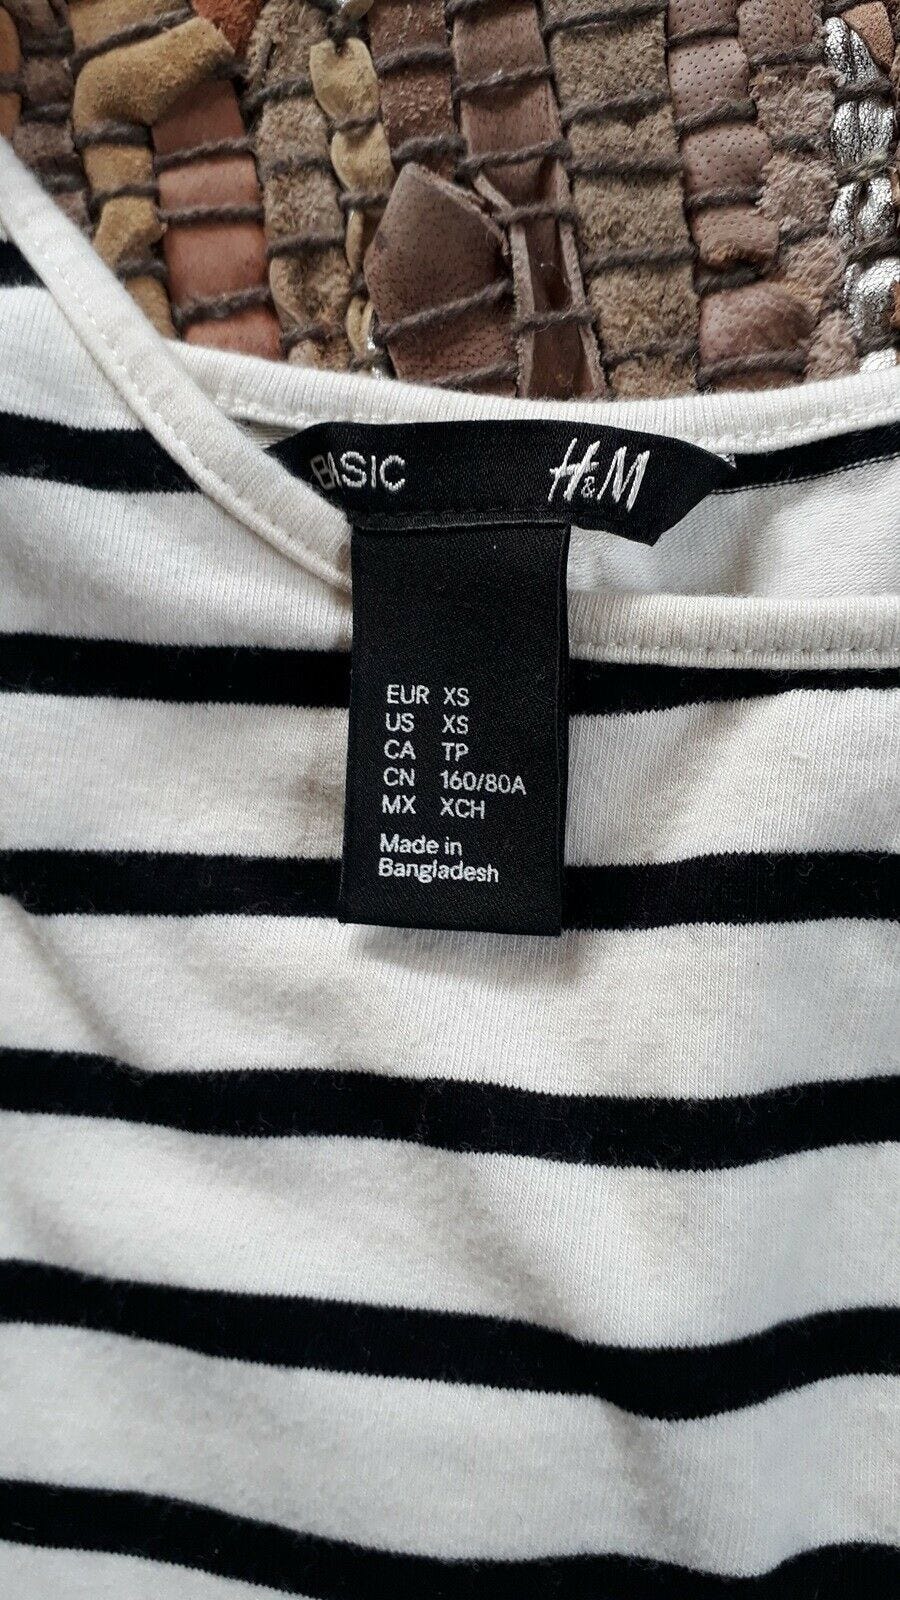 BASIC H&M
EUR XS
US XS
CA TP
CN 160/80A
MX XCH
Made in
Bangladesh